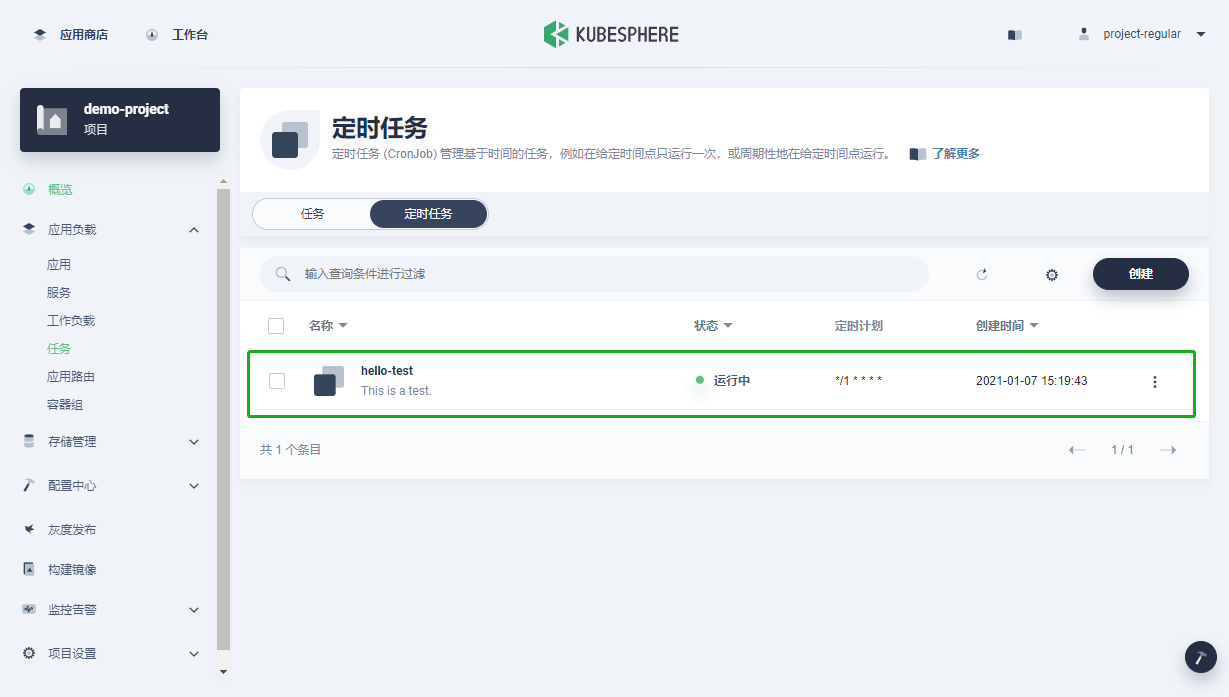 应用商店
工作台
KUBESPHERE
project-regular
demo-project
项目
概览
应用负载
应用
服务
工作负载
任务
应用路由
容器组
存储管理
配置中心
灰度发布
构建镜像
监控告警
项目设置
定时任务
定时任务 (CronJob) 管理基于时间的任务，例如在给定时间点只运行一次，或周期性地在给定时间点运行。 了解更多
任务 定时任务
输入查询条件进行过滤
创建
名称 状态 定时计划 创建时间
hello-test
This is a test.
运行中
*/1 * * * *
2021-01-07 15:19:43
共 1 个条目
1 / 1